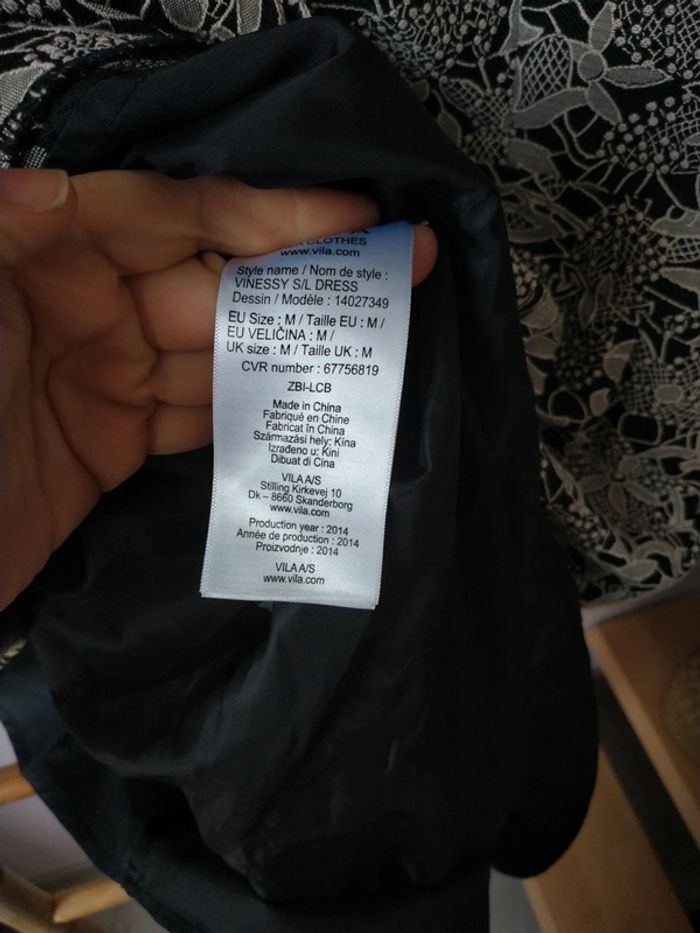 CLOTHES
www.vila.com
Style name / Nom de style :
VINESSY S/L DRESS
Dessin / Modèle : 14027349
EU Size : M / Taille EU : M /
EU VELIČINA : M /
UK size : M / Taille UK : M
CVR number : 67756819
ZBI-LCB
Made in China
Fabriqué en Chine
Fabricat în China
Származási hely: Kína
Izrađeno u: Kini
Dibuat di Cina
VILA A/S
Stilling Kirkevej 10
Dk – 8660 Skanderborg
www.vila.com
Production year : 2014
Année de production : 2014
Proizvodnje : 2014
VILA A/S
www.vila.com